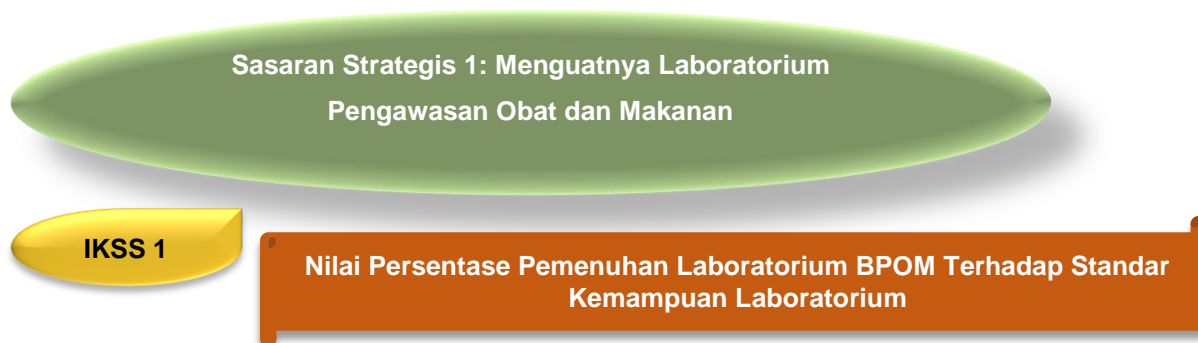 Sasaran Strategis 1: Menguatnya Laboratorium
Pengawasan Obat dan Makanan
IKSS 1
Nilai Persentase Pemenuhan Laboratorium BPOM Terhadap Standar
Kemampuan Laboratorium